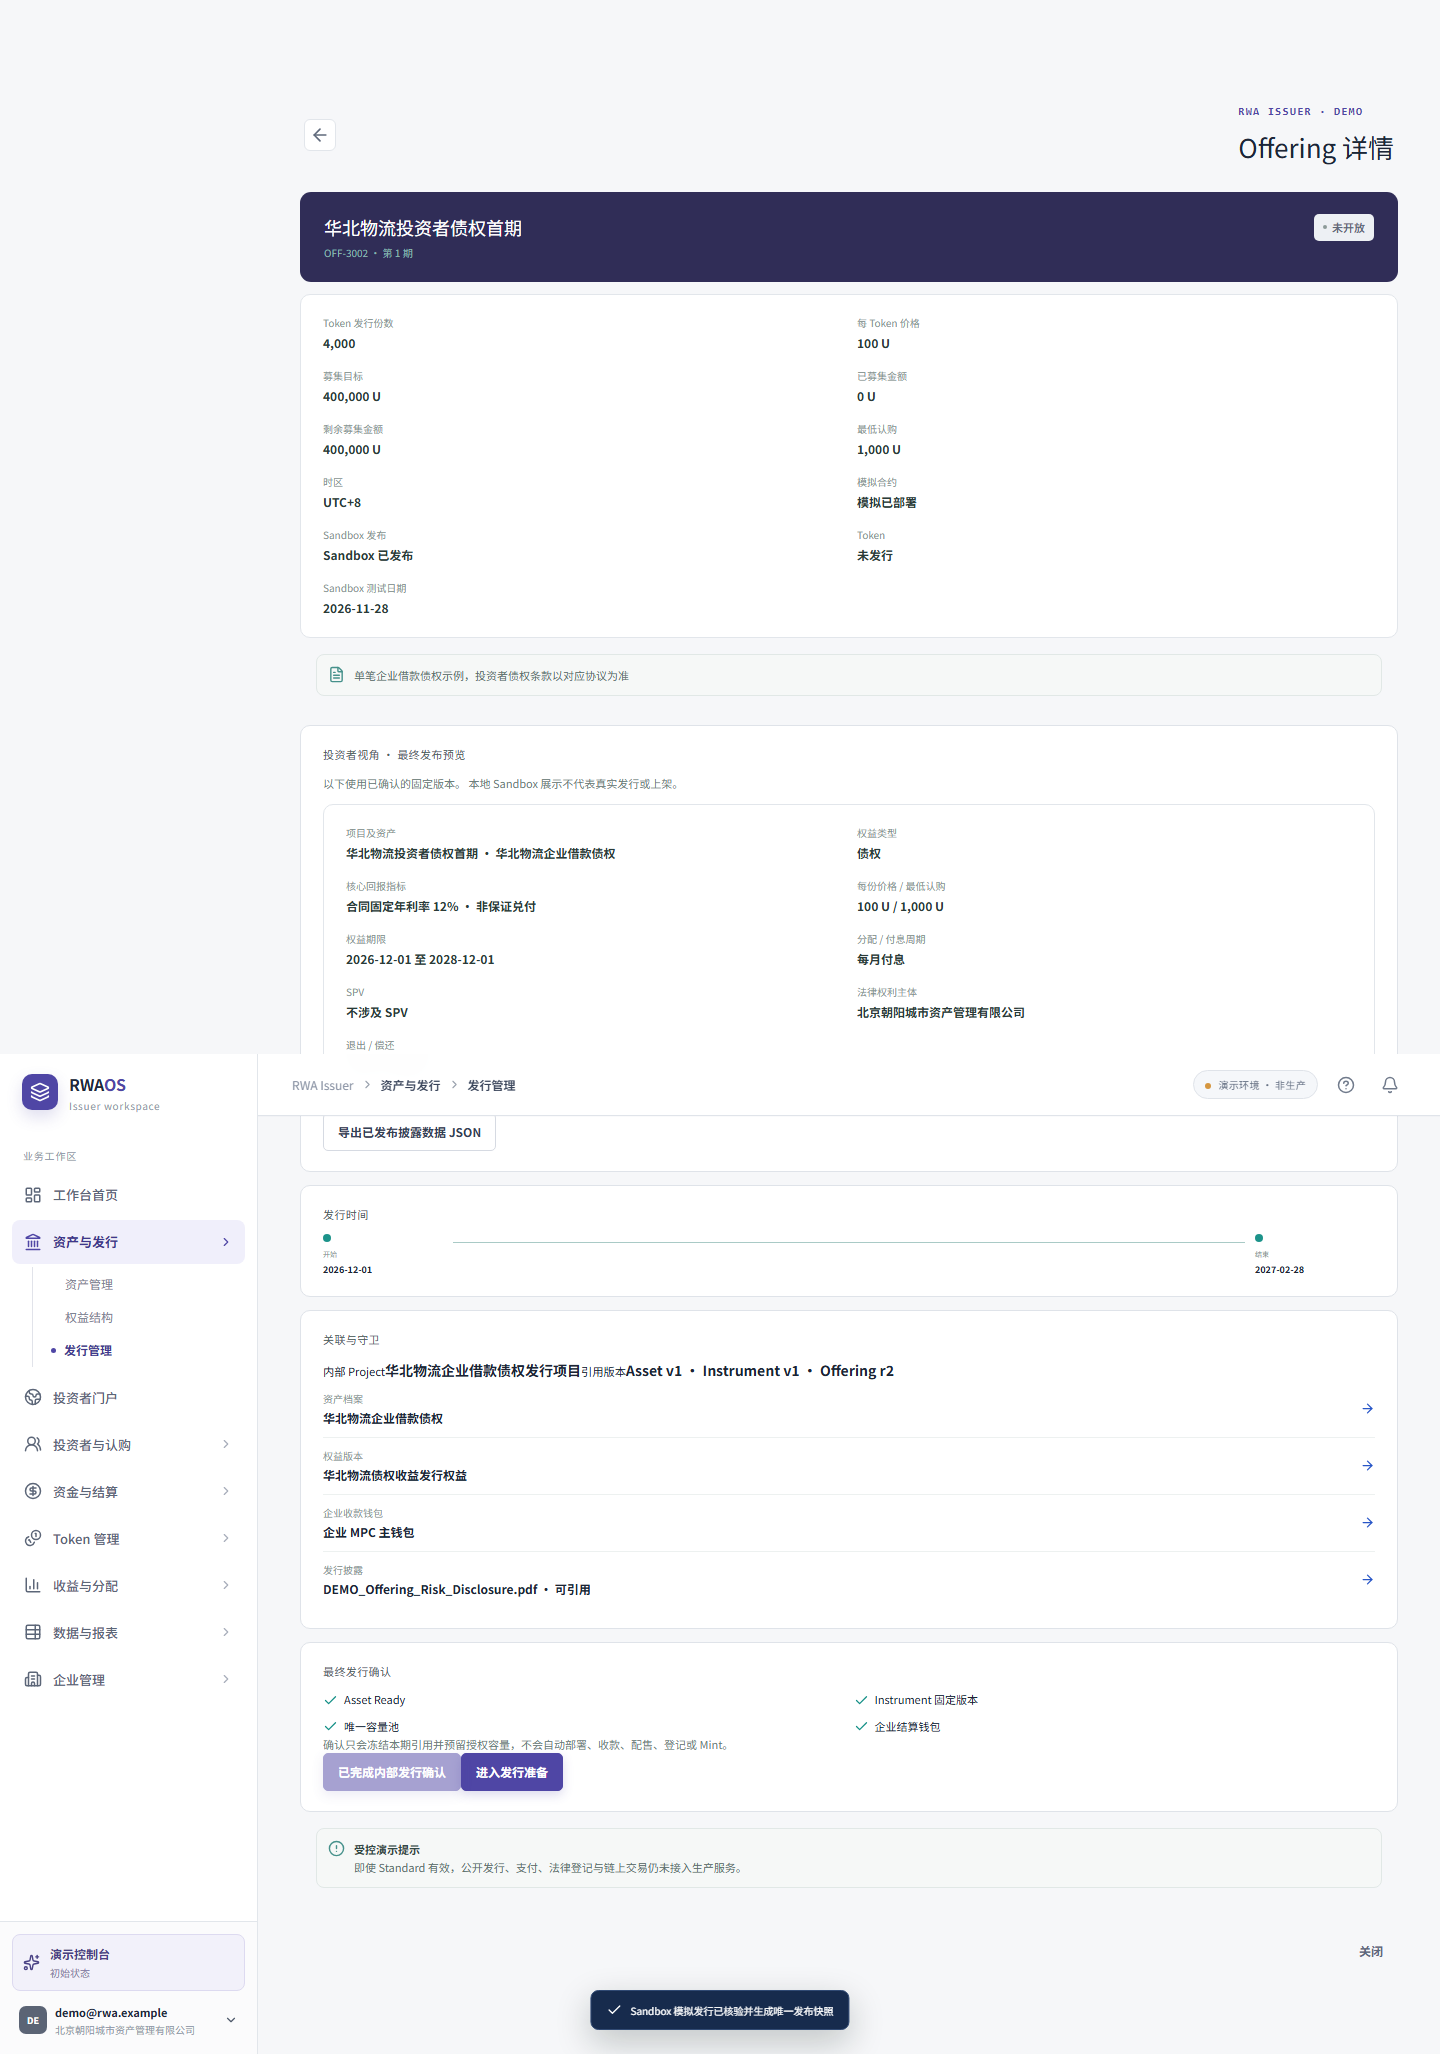 RWA ISSUER · DEMO
Offering 详情
华北物流投资者债权首期
OFF-3002 · 第 1 期
未开放
Token 发行份数
4,000
每 Token 价格
100 U
募集目标
400,000 U
已募集金额
0 U
剩余募集金额
400,000 U
最低认购
1,000 U
时区
UTC+8
模拟合约
模拟已部署
Sandbox 发布
Sandbox 已发布
Token
未发行
Sandbox 测试日期
2026-11-28
单笔企业借款债权示例，投资者债权条款以对应协议为准
投资者视角 · 最终发布预览
以下使用已确认的固定版本。 本地 Sandbox 展示不代表真实发行或上架。
项目及资产
华北物流投资者债权首期 · 华北物流企业借款债权
权益类型
债权
核心回报指标
合同固定年利率 12% · 非保证兑付
每份价格 / 最低认购
100 U / 1,000 U
权益期限
2026-12-01 至 2028-12-01
分配 / 付息周期
每月付息
SPV
不涉及 SPV
法律权利主体
北京朝阳城市资产管理有限公司
退出 / 偿还
RWAOS
Issuer workspace
RWA Issuer
资产与发行
发行管理
演示环境 · 非生产
业务工作区
工作台首页
资产与发行
资产管理
权益结构
发行管理
投资者门户
投资者与认购
资金与结算
Token 管理
收益与分配
数据与报表
企业管理
演示控制台
初始状态
DE
demo@rwa.example
北京朝阳城市资产管理有限公司
导出已发布披露数据 JSON
发行时间
开始
2026-12-01
结束
2027-02-28
关联与守卫
内部 Project华北物流企业借款债权发行项目引用版本Asset v1 · Instrument v1 · Offering r2
资产档案
华北物流企业借款债权
权益版本
华北物流债权收益发行权益
企业收款钱包
企业 MPC 主钱包
发行披露
DEMO_Offering_Risk_Disclosure.pdf · 可引用
最终发行确认
Asset Ready
Instrument 固定版本
唯一容量池
企业结算钱包
确认只会冻结本期引用并预留授权容量，不会自动部署、收款、配售、登记或 Mint。
已完成内部发行确认
进入发行准备
受控演示提示
即使 Standard 有效，公开发行、支付、法律登记与链上交易仍未接入生产服务。
关闭
Sandbox 模拟发行已核验并生成唯一发布快照